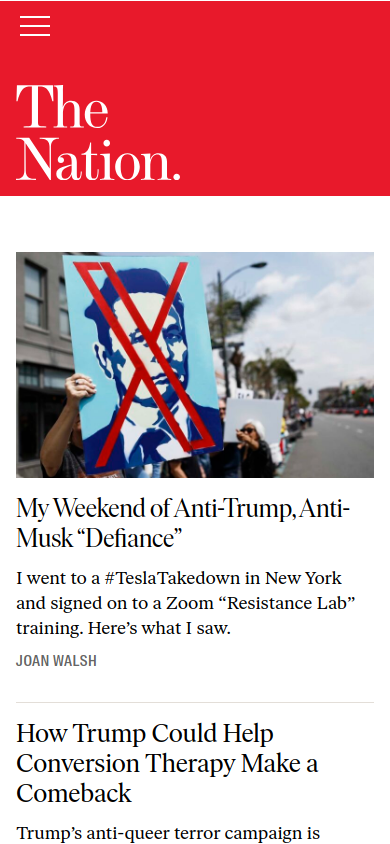 The
Nation.
My Weekend of Anti-Trump, Anti-
Musk “Defiance”
I went to a #TeslaTakedown in New York
and signed on to a Zoom “Resistance Lab”
training. Here’s what I saw.
JOAN WALSH
How Trump Could Help
Conversion Therapy Make a
Comeback
Trump’s anti-queer terror campaign is